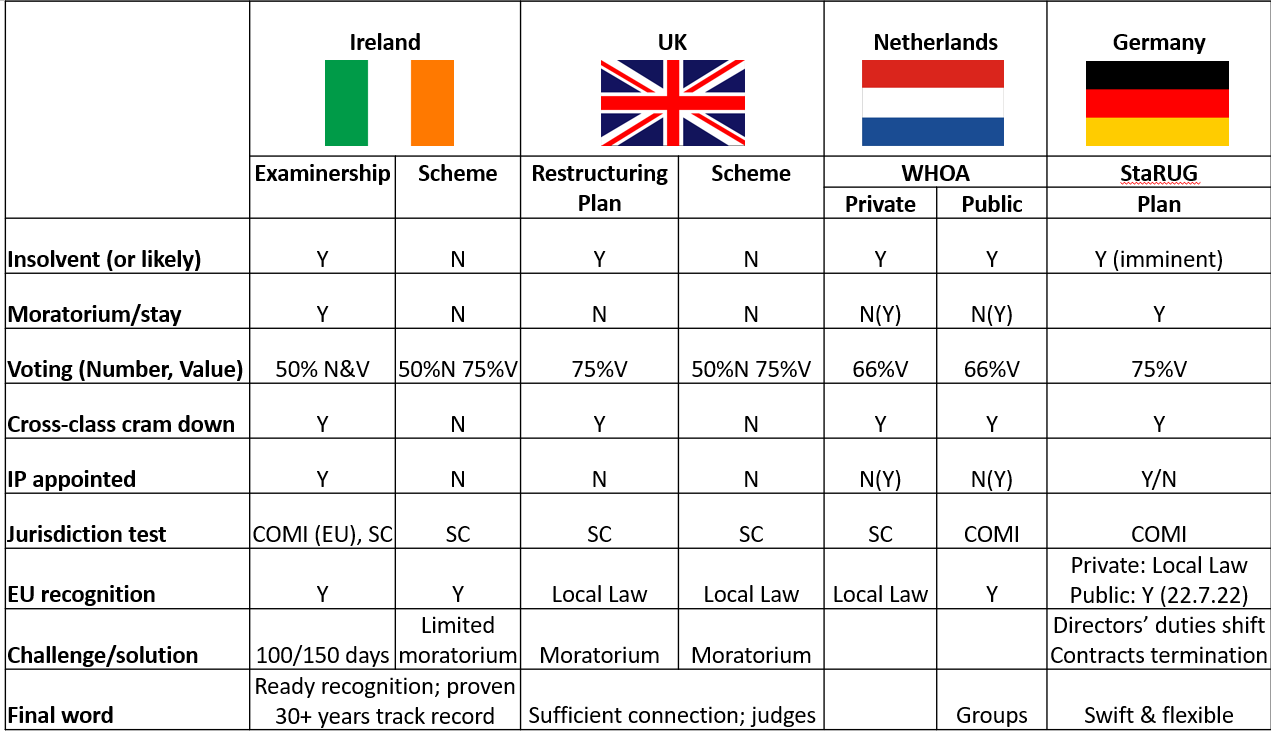 Ireland UK Netherlands Germany
Examinership Scheme Restructuring Plan Scheme WHOA StaRUG
Private Public Plan
Insolvent (or likely) Y N Y N Y Y Y (imminent)
Moratorium/stay Y N N N N(Y) N(Y) Y
Voting (Number, Value) 50% N&V 50%N 75%V 75%V 50%N 75%V 66%V 66%V 75%V
Cross-class cram down Y N Y N Y Y Y
IP appointed Y N N N N(Y) N(Y) Y/N
Jurisdiction test COMI (EU), SC SC SC SC SC COMI COMI
EU recognition Y Y Local Law Local Law Local Law Y Private: Local Law Public: Y (22.7.22)
Challenge/solution 100/150 days Limited moratorium Moratorium Moratorium Directors’ duties shift Contracts termination
Final word Ready recognition; proven 30+ years track record Sufficient connection; judges Groups Swift & flexible